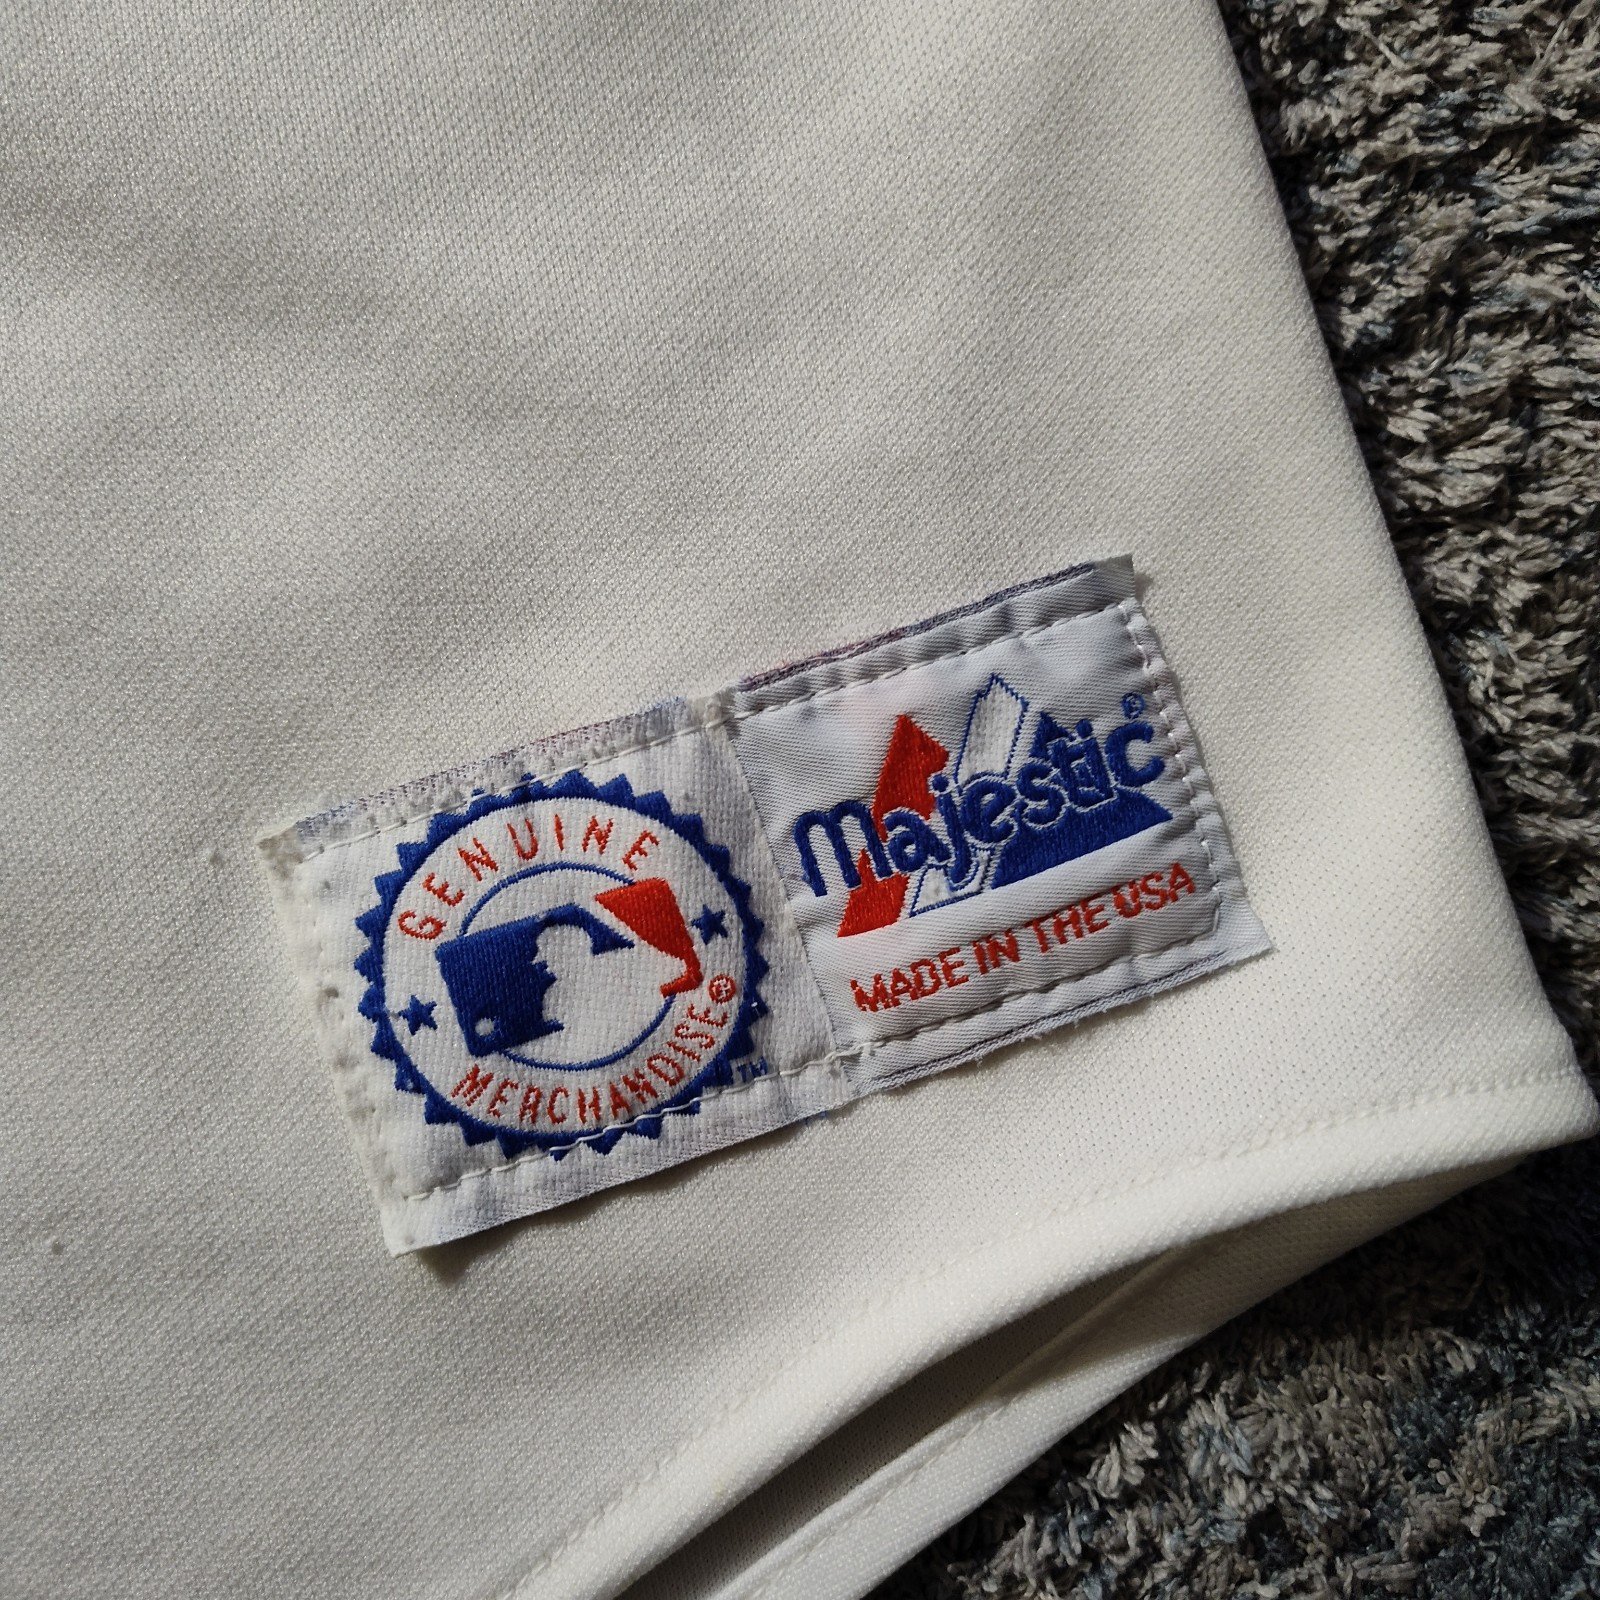 GENUINE
MERCHANDISE®
TM
Majestic®
MADE IN THE USA